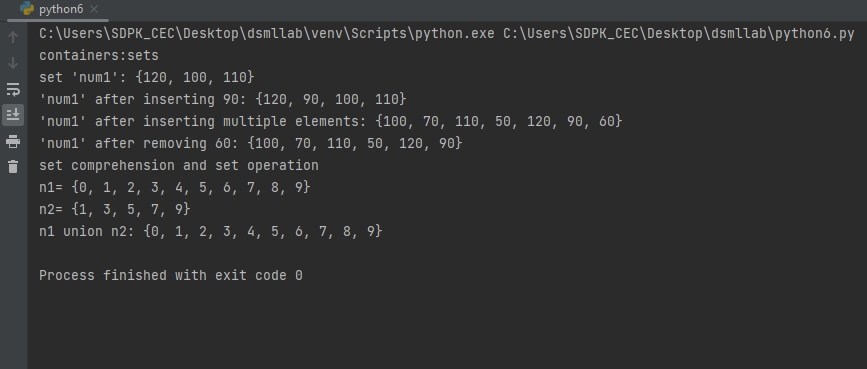 python6
C:\Users\SDPK_CEC\Desktop\dsmllab\venv\Scripts\python.exe C:\Users\SDPK_CEC\Desktop\dsmllab\python6.py
containers:sets
set 'num1': {120, 100, 110}
'num1' after inserting 90: {120, 90, 100, 110}
'num1' after inserting multiple elements: {100, 70, 110, 50, 120, 90, 60}
'num1' after removing 60: {100, 70, 110, 50, 120, 90}
set comprehension and set operation
n1= {0, 1, 2, 3, 4, 5, 6, 7, 8, 9}
n2= {1, 3, 5, 7, 9}
n1 union n2: {0, 1, 2, 3, 4, 5, 6, 7, 8, 9}
Process finished with exit code 0